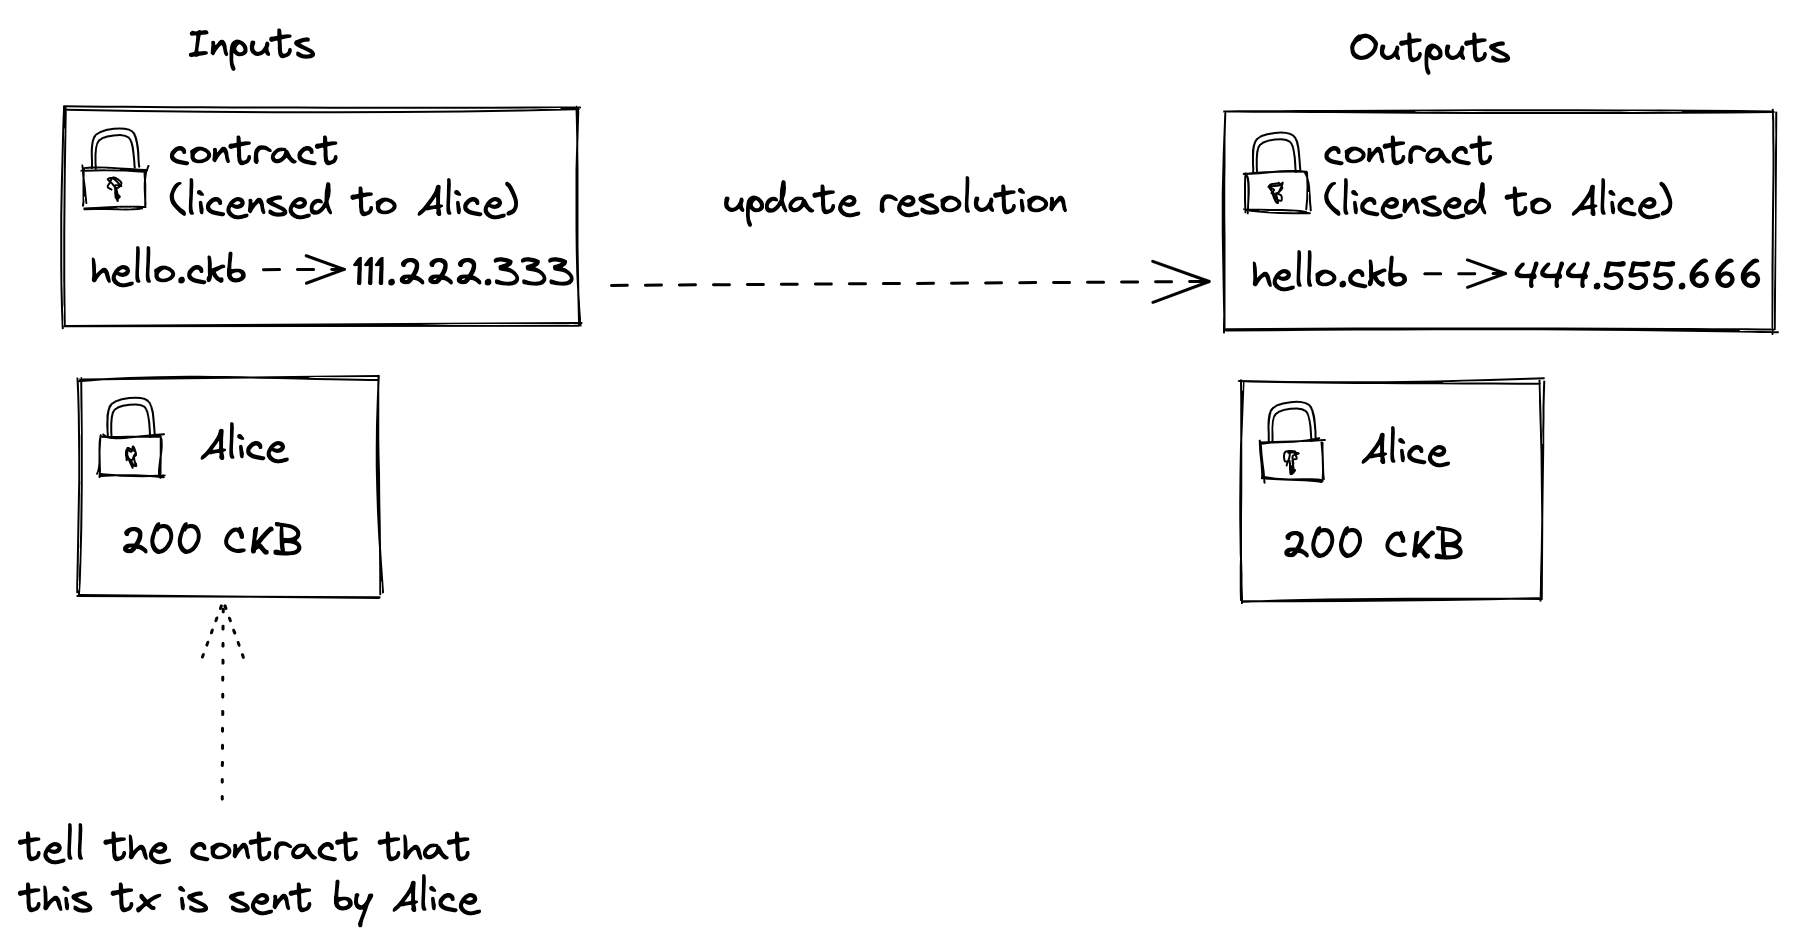 Inputs
Outputs
contract
(licensed to Alice)
hello.ckb
111.222.333
update resolution
contract
(licensed to Alice)
hello.ckb
444.555.666
Alice
200 CKB
Alice
200 CKB
tell the contract that
this tx is sent by Alice